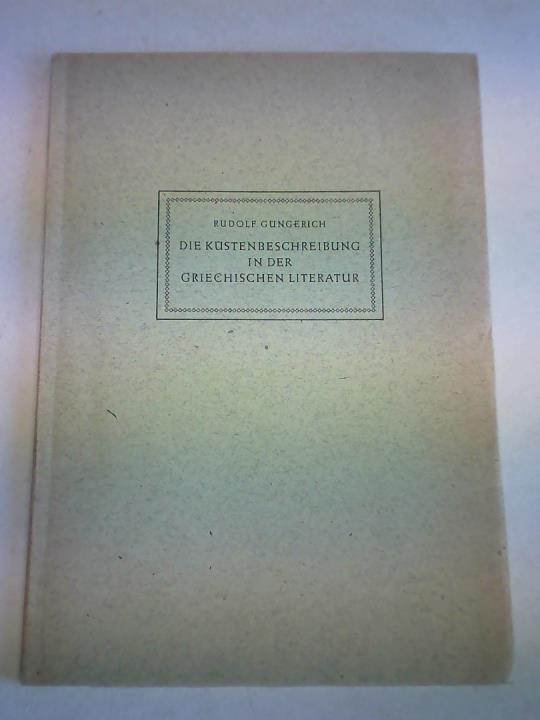 RUDOLF GÜNGERICH
DIE KÜSTENBESCHREIBUNG
IN DER
GRIECHISCHEN LITERATUR